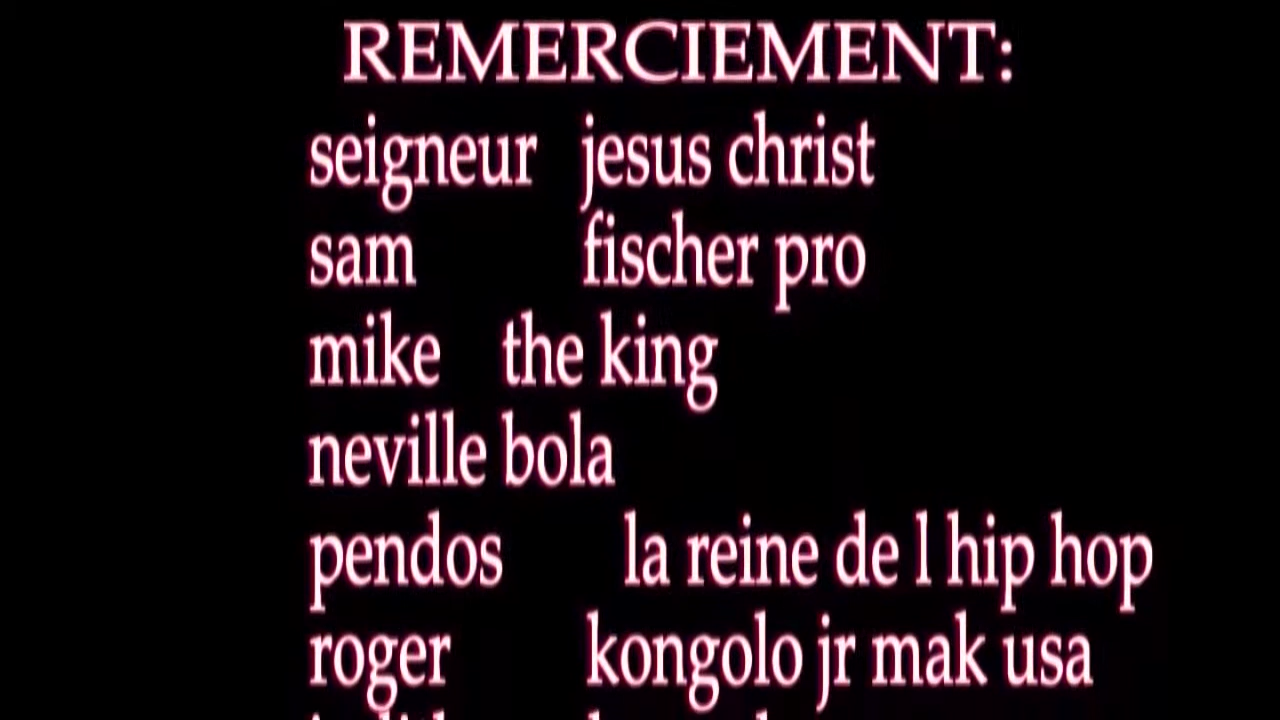 REMERCIEMENT:
seigneur jesus christ
sam fischer pro
mike the king
neville bola
pendos la reine de l hip hop
roger kongolo jr mak usa